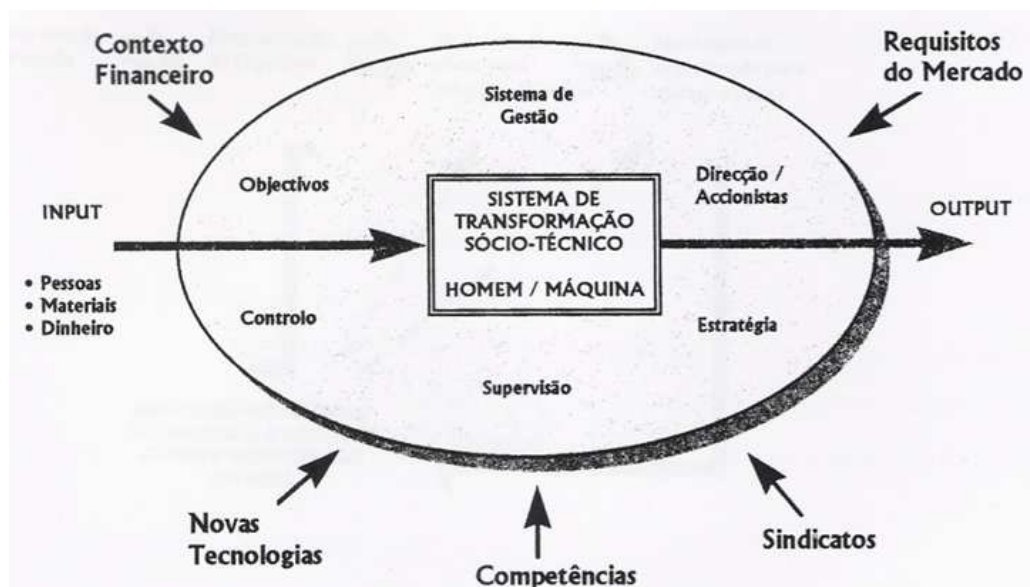 Contexto
Financeiro
Requisitos
do Mercado
Sistema de
Gestão
Objectivos
Direcção /
Accionistas
INPUT
SISTEMA DE
TRANSFORMAÇÃO
SÓCIO-TÉCNICO
HOMEM / MÁQUINA
OUTPUT
• Pessoas
• Materiais
• Dinheiro
Controlo
Estratégia
Supervisão
Novas
Tecnologias
Competências
Sindicatos